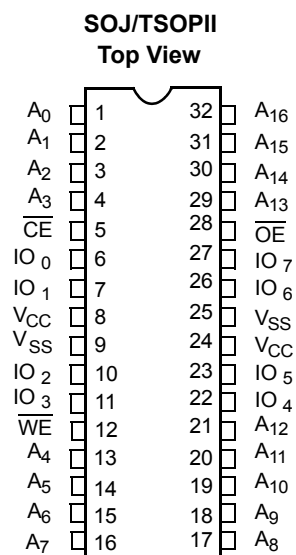 SOJ/TSOPII
Top View
A0 1 32 A16
A1 2 31 A15
A2 3 30 A14
A3 4 29 A13
C̅E̅ 5 28 O̅E̅
IO 0 6 27 IO 7
IO 1 7 26 IO 6
VCC 8 25 VSS
VSS 9 24 VCC
IO 2 10 23 IO 5
IO 3 11 22 IO 4
W̅E̅ 12 21 A12
A4 13 20 A11
A5 14 19 A10
A6 15 18 A9
A7 16 17 A8